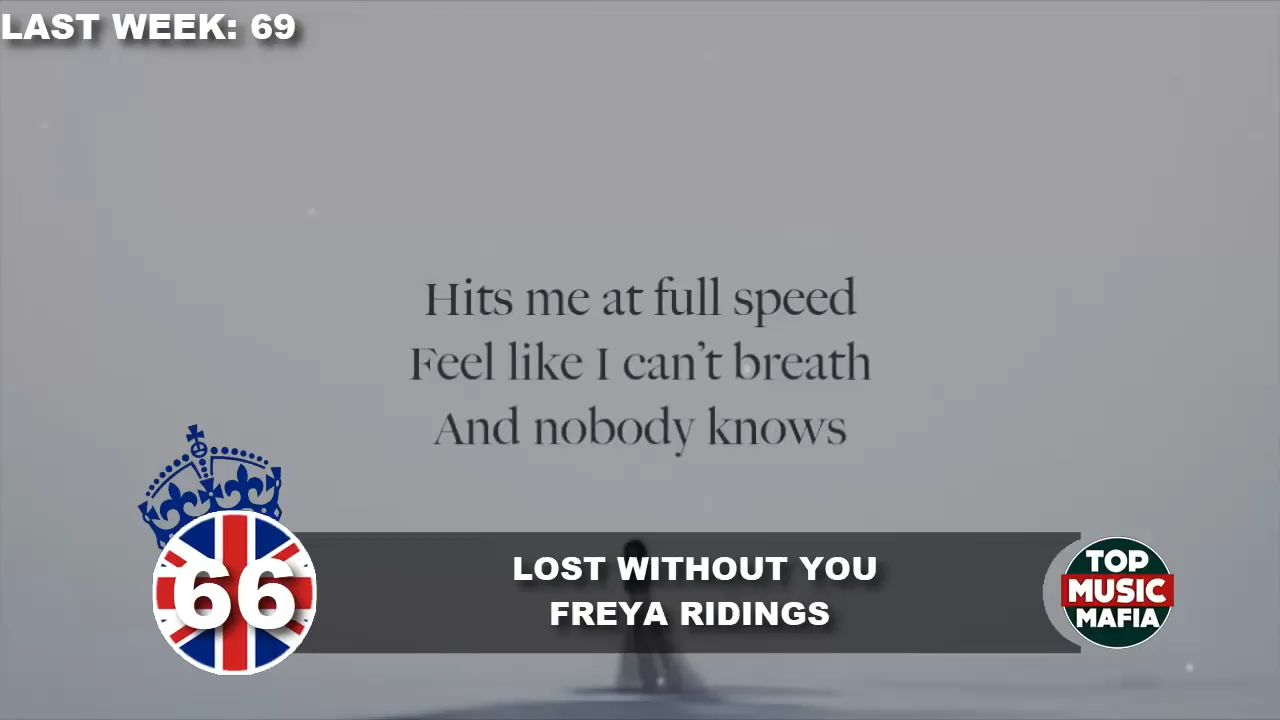 LAST WEEK: 69
Hits me at full speed
Feel like I can't breath
And nobody knows
66
LOST WITHOUT YOU
FREYA RIDINGS
TOP
MUSIC
MAFIA